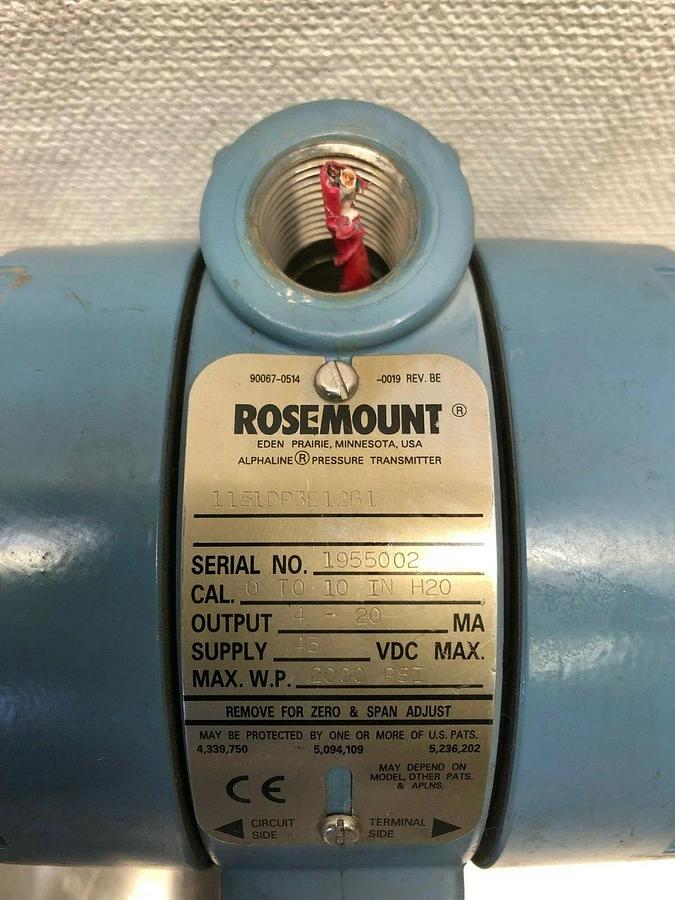 90067-0514 -0019 REV. BE
ROSEMOUNT ®
EDEN PRAIRIE, MINNESOTA, USA
ALPHALINE ® PRESSURE TRANSMITTER
1151DP3E12B1
SERIAL NO. 1955002
CAL. 0 TO 10 IN H2O
OUTPUT 4 - 20 MA
SUPPLY 45 VDC MAX.
MAX. W.P. 2000 PSI
REMOVE FOR ZERO & SPAN ADJUST
MAY BE PROTECTED BY ONE OR MORE OF U.S. PATS.
4,339,750 5,094,109 5,236,202
MAY DEPEND ON
MODEL, OTHER PATS.
& APLNS.
CE
CIRCUIT SIDE
TERMINAL SIDE